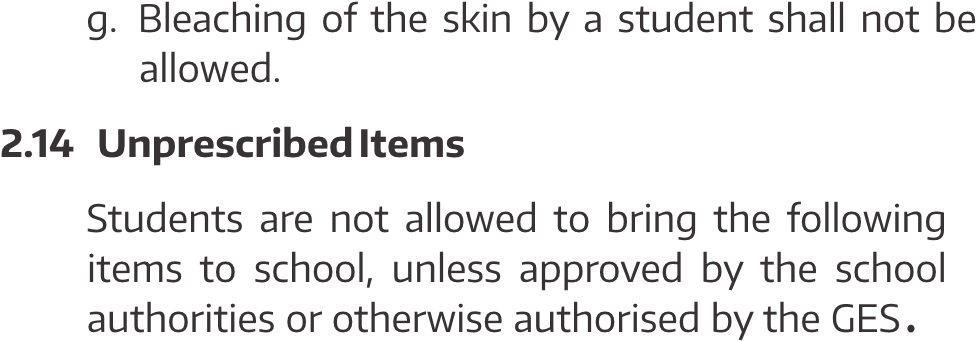 g. Bleaching of the skin by a student shall not be
allowed.
2.14 Unprescribed Items
Students are not allowed to bring the following
items to school, unless approved by the school
authorities or otherwise authorised by the GES.